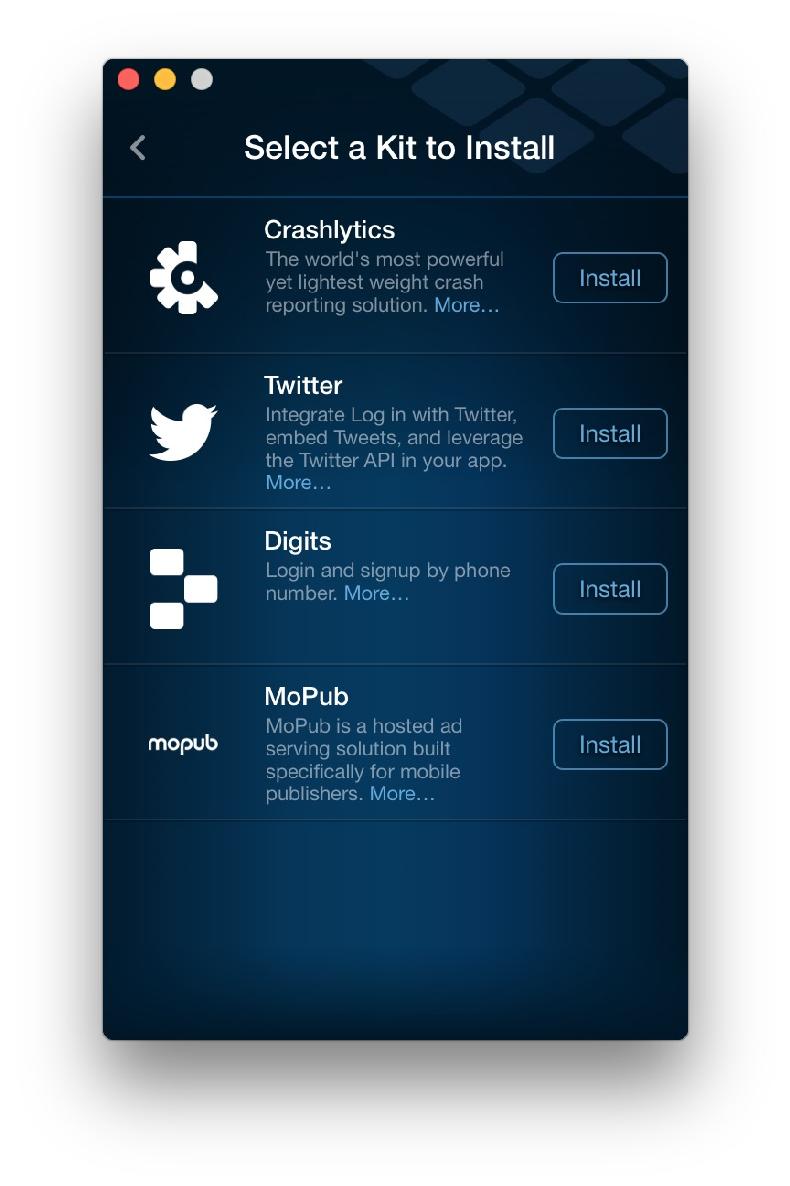 Select a Kit to Install
Crashlytics
The world's most powerful
yet lightest weight crash
reporting solution. More...
Install
Twitter
Integrate Log in with Twitter,
embed Tweets, and leverage
the Twitter API in your app.
More...
Install
Digits
Login and signup by phone
number. More...
Install
mopub
MoPub
MoPub is a hosted ad
serving solution built
specifically for mobile
publishers. More...
Install